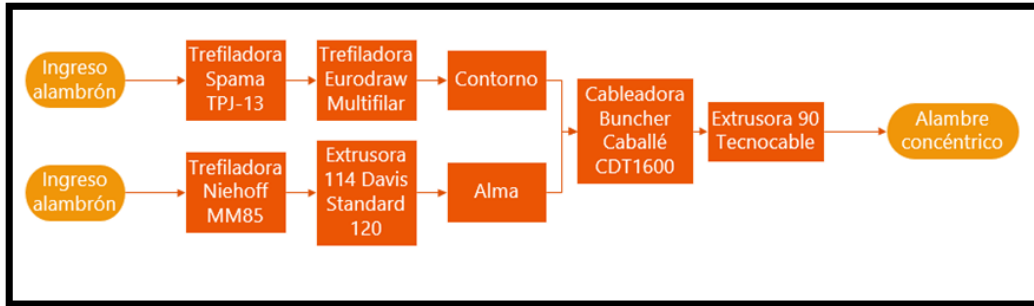 Ingreso
alambrón
Trefiladora
Spama
TPJ-13
Trefiladora
Eurodraw
Multifilar
Contorno
Ingreso
alambrón
Trefiladora
Niehoff
MM85
Extrusora
114 Davis
Standard
120
Alma
Cableadora
Buncher
Caballé
CDT1600
Extrusora 90
Tecnocable
Alambre
concéntrico